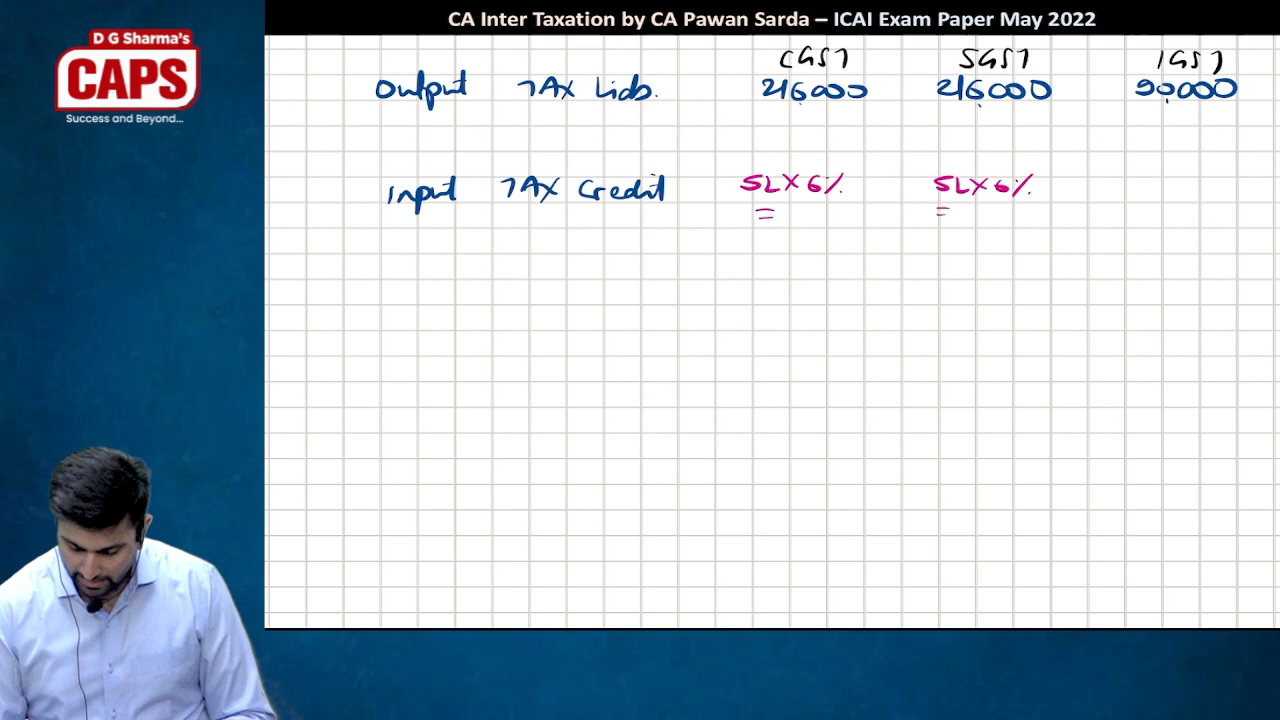 CA Inter Taxation by CA Pawan Sarda – ICAI Exam Paper May 2022
D G Sharma's
CAPS
Success and Beyond...
CGST SGST IGST
Output TAX Liab. 216000 216000 90000
Input TAX Credit 5L X 6% 5L X 6%
= =